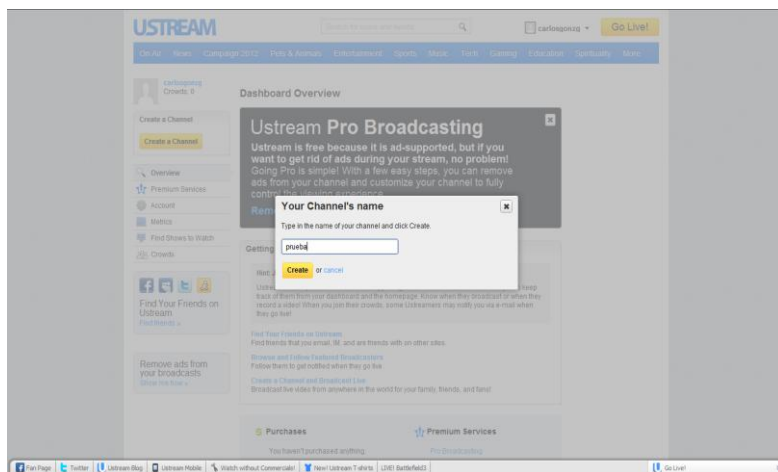 USTREAM
carlosgonzg
Go Live!
On Air News Campaign 2012 Pets & Animals Entertainment Sports Music Tech Gaming Education Spirituality More
carlosgonzg
Crowds: 0
Dashboard Overview
Create a Channel
Create a Channel
Overview
Premium Services
Account
Metrics
Find Shows to Watch
Crowds
Find Your Friends on
Ustream
Find friends »
Remove ads from
your broadcasts
Show me how »
Ustream Pro Broadcasting
Ustream is free because it is ad-supported, but if you
want to get rid of ads during your stream, no problem!
Going Pro is simple! With a few easy steps, you can remove
ads from your channel and customize your channel to fully
control the viewing experience.
Your Channel's name
Type in the name of your channel and click Create.
prueba
Create or cancel
Find Your Friends on Ustream
Find friends that you email, IM, and are friends with on other sites.
Browse and Follow Featured Broadcasters
Follow them to get notified when they go live.
Create a Channel and Broadcast Live
Broadcast live video from anywhere in the world for your family, friends, and fans!
Purchases
You haven't purchased anything.
Premium Services
Pro Broadcasting
Fan Page Twitter Ustream Blog Ustream Mobile Watch without Commercials! New! Ustream T-shirts LIVE! Battlefield3 Go Live!